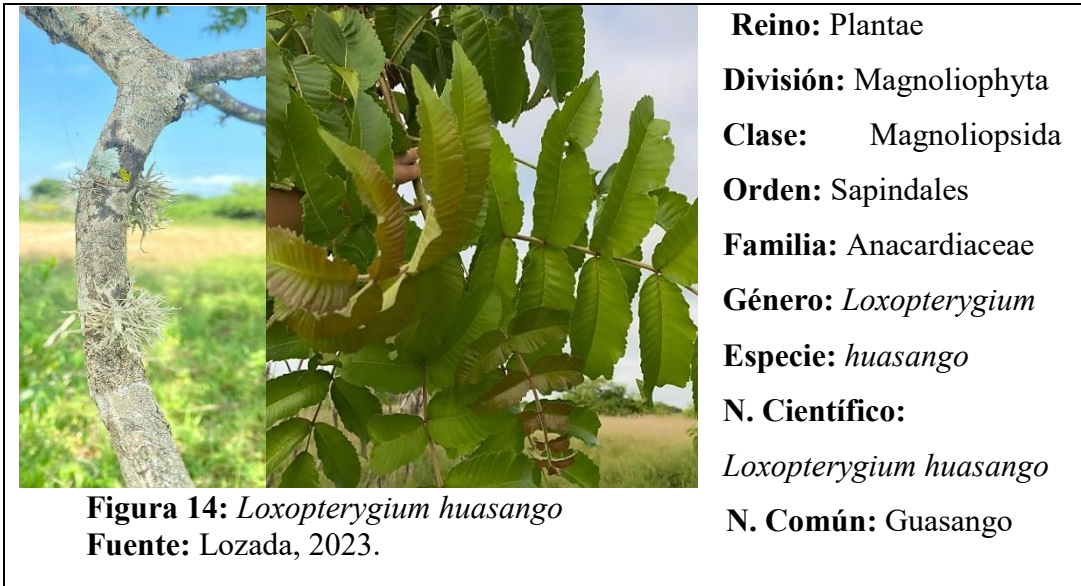 Reino: Plantae
División: Magnoliophyta
Clase: Magnoliopsida
Orden: Sapindales
Familia: Anacardiaceae
Género: Loxopterygium
Especie: huasango
N. Científico:
Loxopterygium huasango
N. Común: Guasango
Figura 14: Loxopterygium huasango
Fuente: Lozada, 2023.